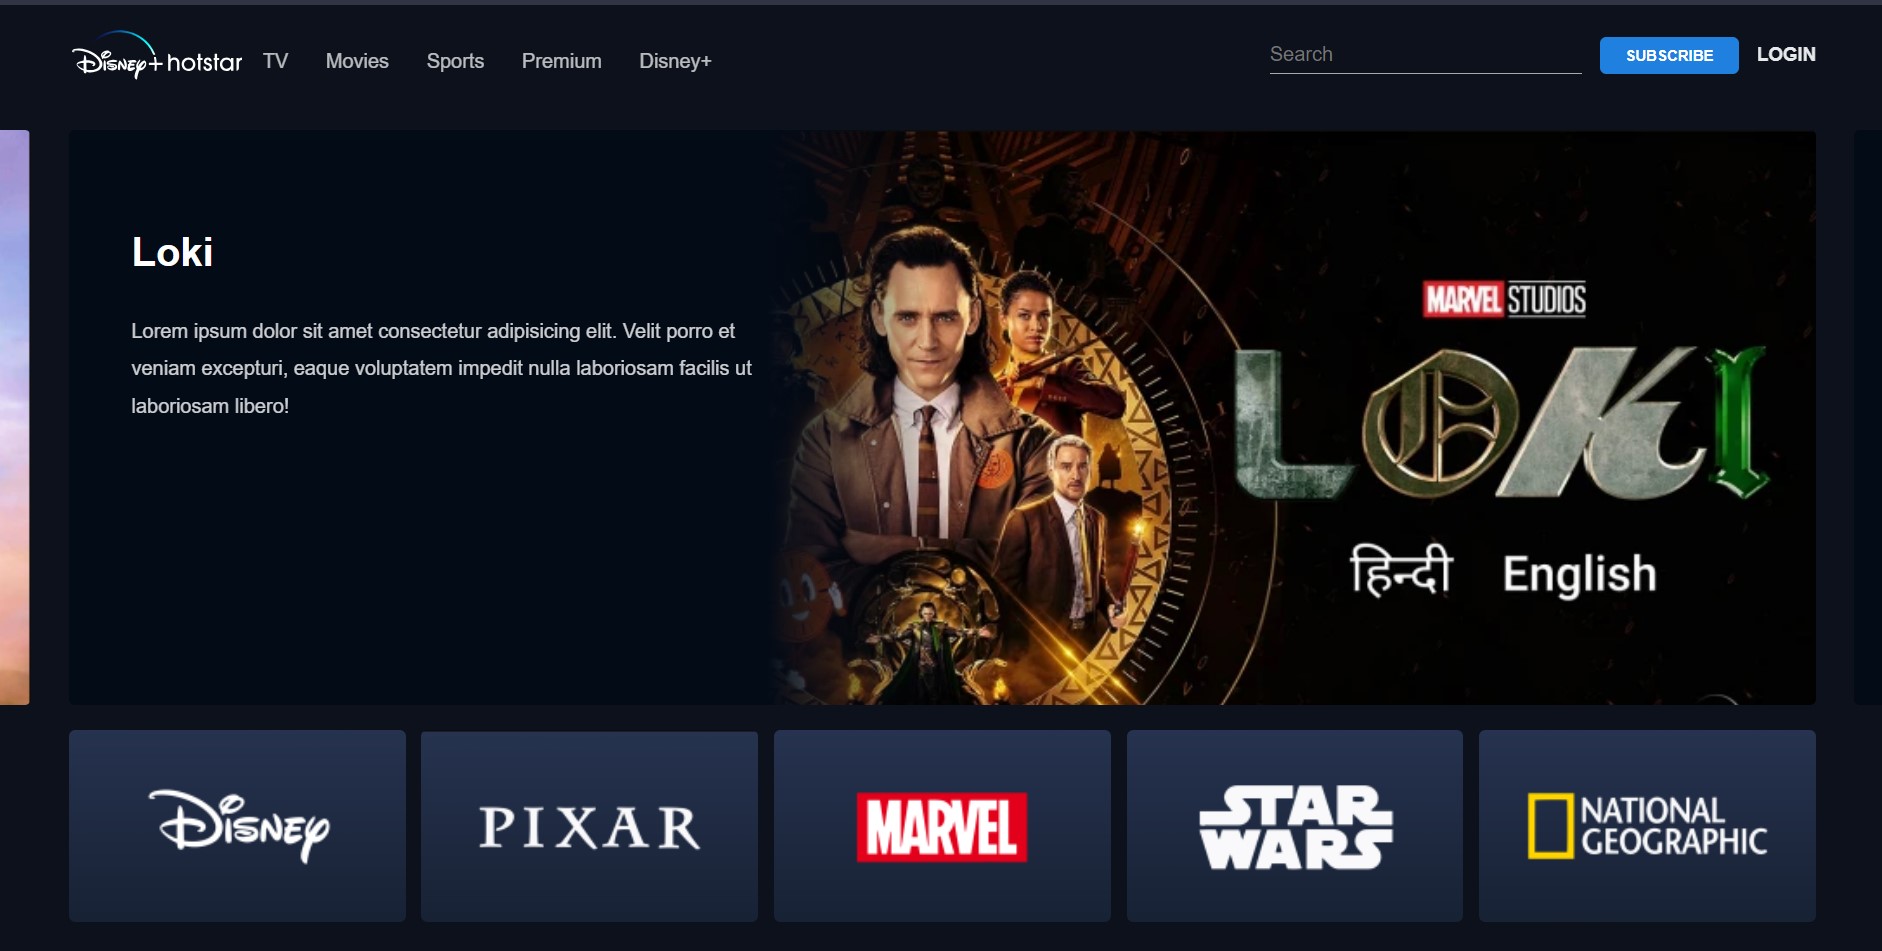 Disney+ hotstar TV Movies Sports Premium Disney+ Search SUBSCRIBE LOGIN
Loki
Lorem ipsum dolor sit amet consectetur adipisicing elit. Velit porro et
veniam excepturi, eaque voluptatem impedit nulla laboriosam facilis ut
laboriosam libero!
MARVEL STUDIOS
LOKI
हिन्दी English
Disney
PIXAR
MARVEL
STAR
WARS
NATIONAL
GEOGRAPHIC